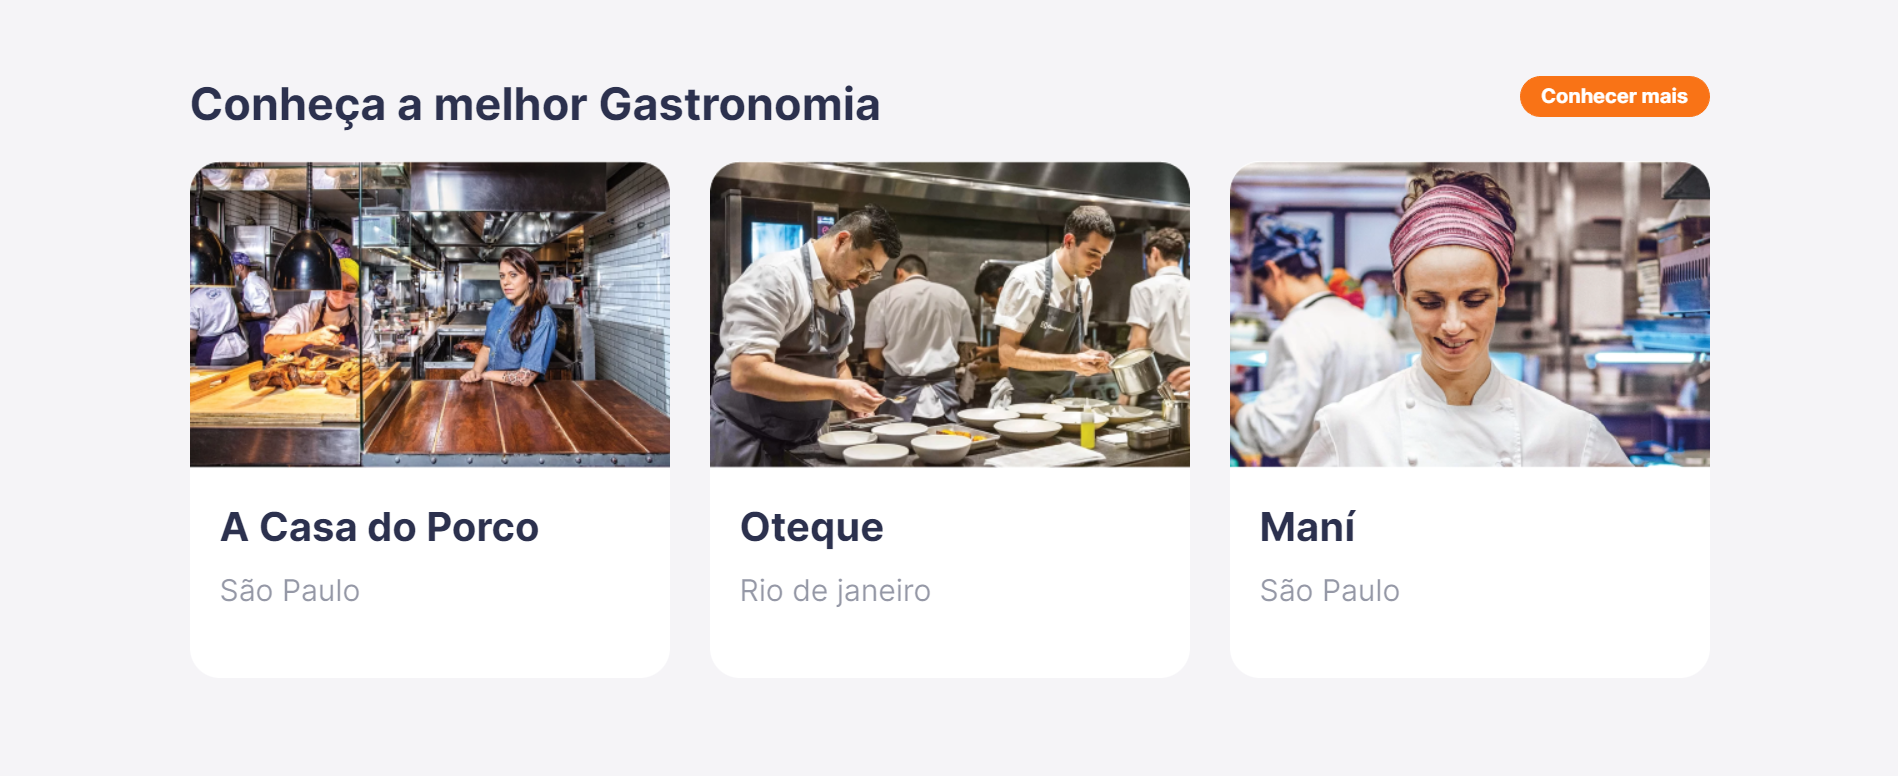 Conheça a melhor Gastronomia
Conhecer mais
A Casa do Porco
São Paulo
Oteque
Rio de janeiro
Maní
São Paulo